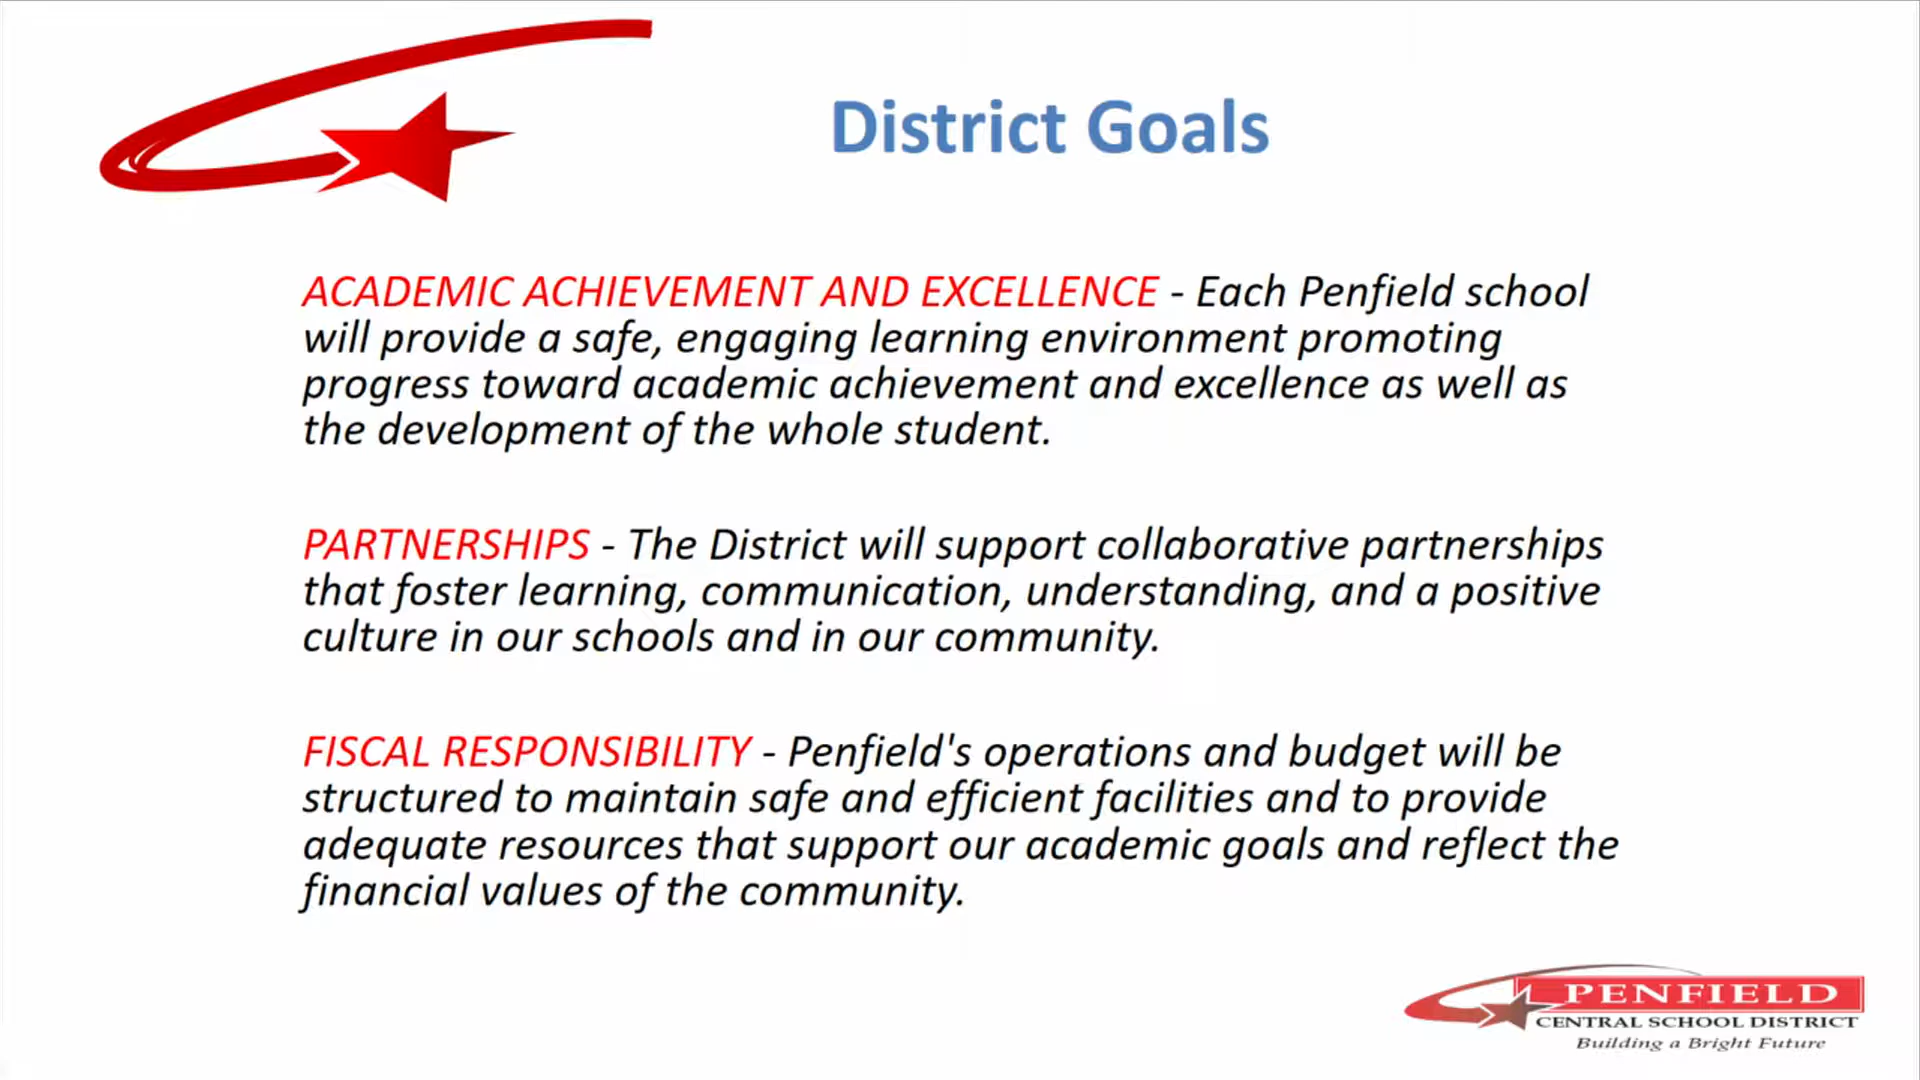 District Goals
ACADEMIC ACHIEVEMENT AND EXCELLENCE - Each Penfield school
will provide a safe, engaging learning environment promoting
progress toward academic achievement and excellence as well as
the development of the whole student.
PARTNERSHIPS - The District will support collaborative partnerships
that foster learning, communication, understanding, and a positive
culture in our schools and in our community.
FISCAL RESPONSIBILITY - Penfield's operations and budget will be
structured to maintain safe and efficient facilities and to provide
adequate resources that support our academic goals and reflect the
financial values of the community.
PENFIELD
CENTRAL SCHOOL DISTRICT
Building a Bright Future